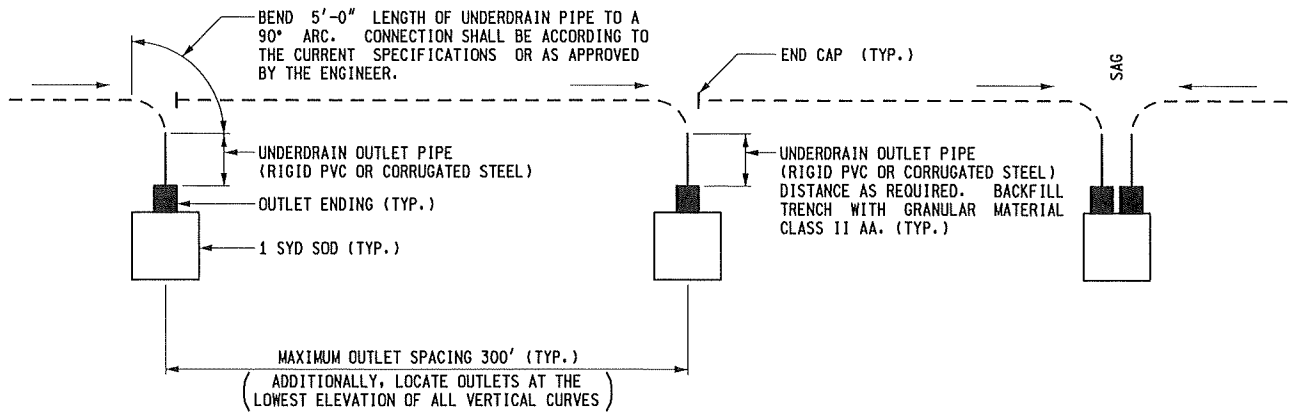 BEND 5'-0" LENGTH OF UNDERDRAIN PIPE TO A
90° ARC. CONNECTION SHALL BE ACCORDING TO
THE CURRENT SPECIFICATIONS OR AS APPROVED
BY THE ENGINEER.
END CAP (TYP.)
SAG
UNDERDRAIN OUTLET PIPE
(RIGID PVC OR CORRUGATED STEEL)
OUTLET ENDING (TYP.)
1 SYD SOD (TYP.)
UNDERDRAIN OUTLET PIPE
(RIGID PVC OR CORRUGATED STEEL)
DISTANCE AS REQUIRED. BACKFILL
TRENCH WITH GRANULAR MATERIAL
CLASS II AA. (TYP.)
MAXIMUM OUTLET SPACING 300' (TYP.)
(ADDITIONALLY, LOCATE OUTLETS AT THE
LOWEST ELEVATION OF ALL VERTICAL CURVES)